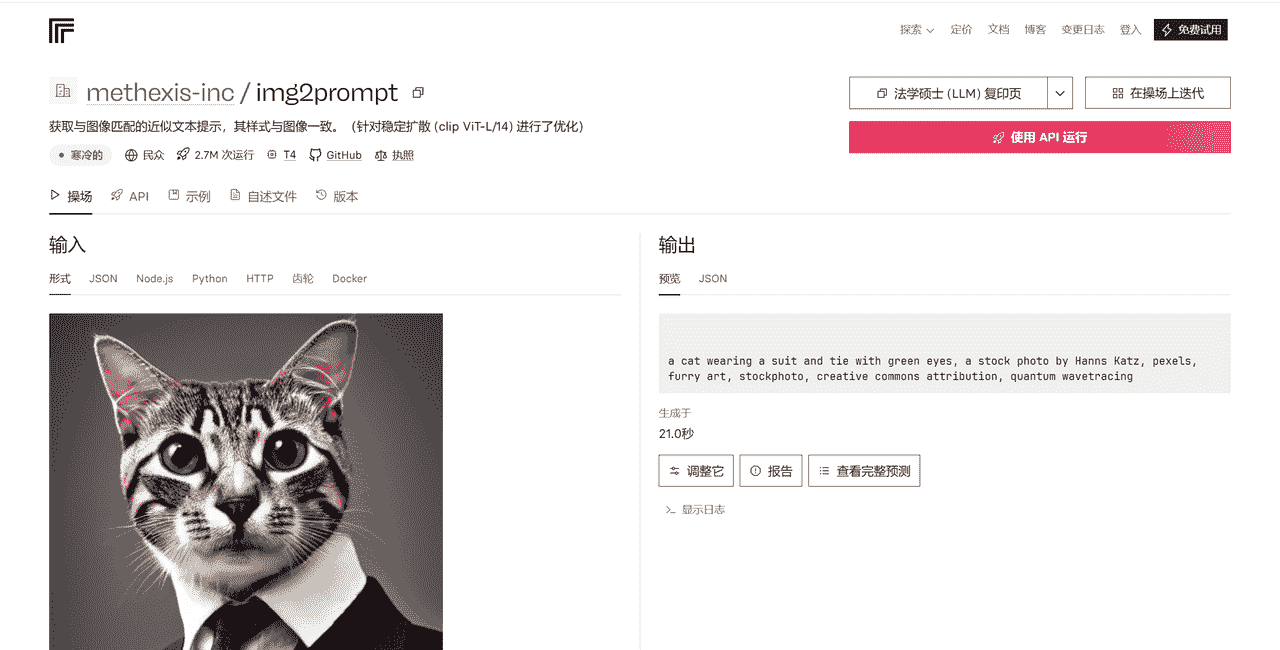 探索 定价 文档 博客 变更日志 登入 免费试用
methexis-inc / img2prompt
法学硕士 (LLM) 复印页 在操场上迭代
获取与图像匹配的近似文本提示，其样式与图像一致。（针对稳定扩散 (clip ViT-L/14) 进行了优化）
使用 API 运行
寒冷的 民众 2.7M 次运行 T4 GitHub 执照
操场 API 示例 自述文件 版本
输入
形式 JSON Node.js Python HTTP 齿轮 Docker
输出
预览 JSON
a cat wearing a suit and tie with green eyes, a stock photo by Hanns Katz, pexels,
furry art, stockphoto, creative commons attribution, quantum wavetracing
生成于
21.0秒
调整它 报告 查看完整预测
显示日志